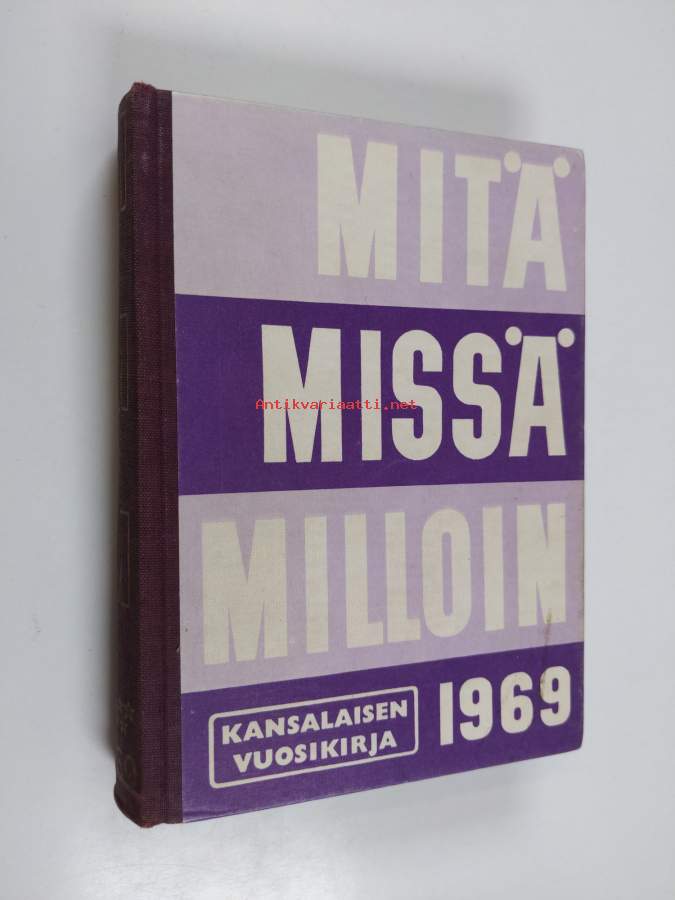 MITÄ
MISSÄ
Antikvariaatti.net
MILLOIN
KANSALAISEN
VUOSIKIRJA
1969